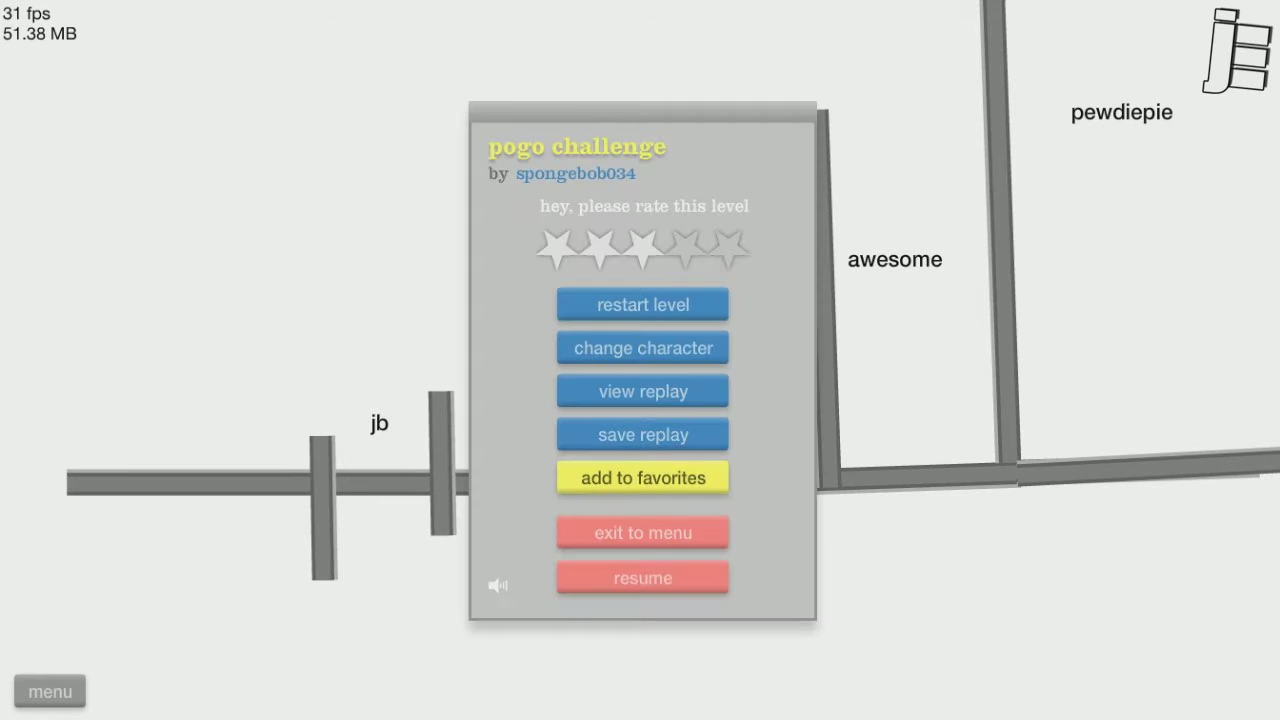 31 fps
51.38 MB
jE
pewdiepie
pogo challenge
by spongebob034
hey, please rate this level
awesome
restart level
change character
view replay
jb
save replay
add to favorites
exit to menu
resume
menu